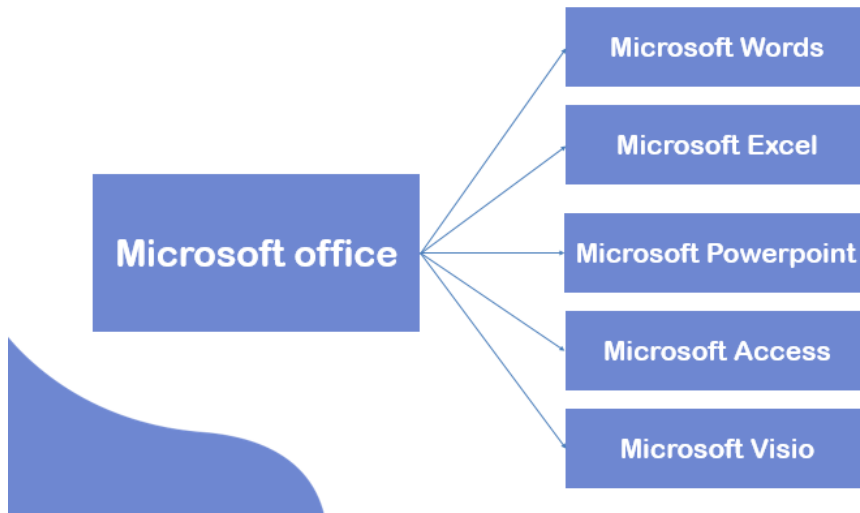 Microsoft Words
Microsoft Excel
Microsoft office
Microsoft Powerpoint
Microsoft Access
Microsoft Visio